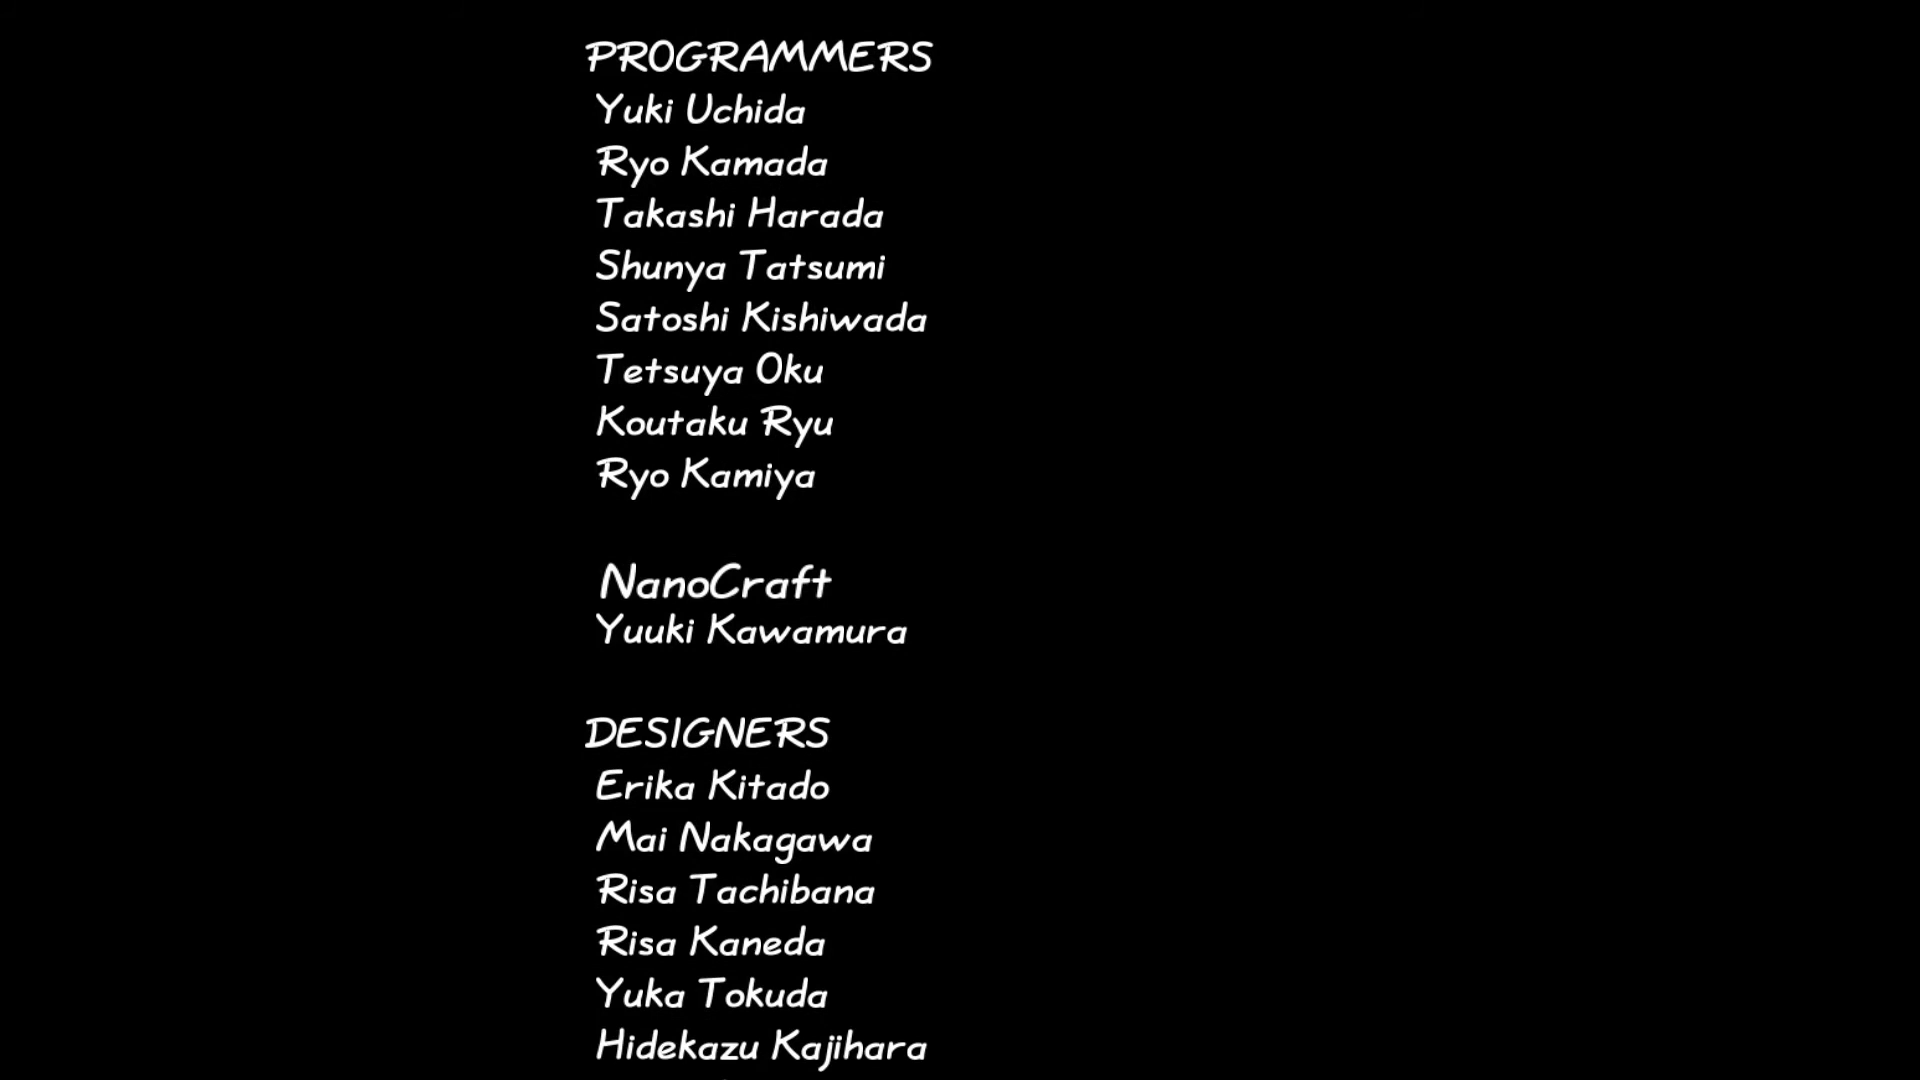 PROGRAMMERS
Yuki Uchida
Ryo Kamada
Takashi Harada
Shunya Tatsumi
Satoshi Kishiwada
Tetsuya Oku
Koutaku Ryu
Ryo Kamiya
NanoCraft
Yuuki Kawamura
DESIGNERS
Erika Kitado
Mai Nakagawa
Risa Tachibana
Risa Kaneda
Yuka Tokuda
Hidekazu Kajihara